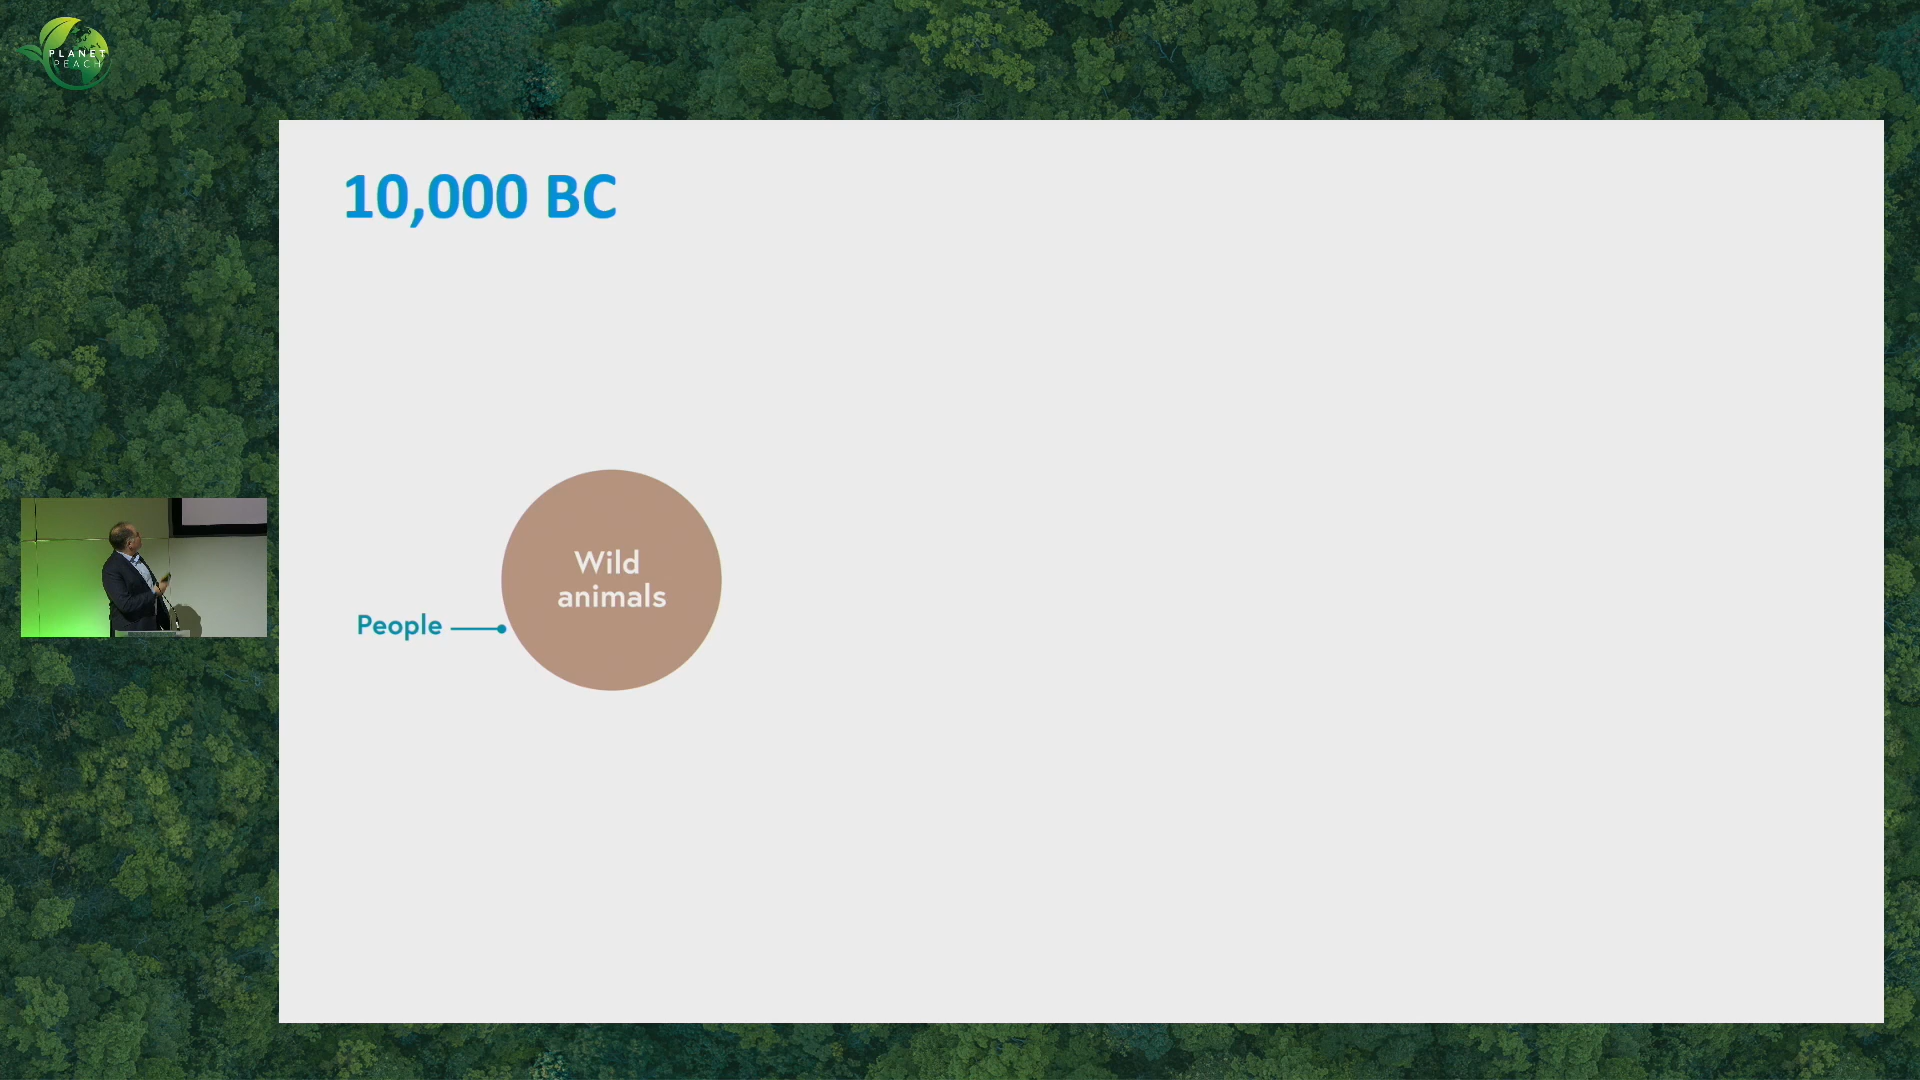 PLANET
PEACH
10,000 BC
Wild
animals
People